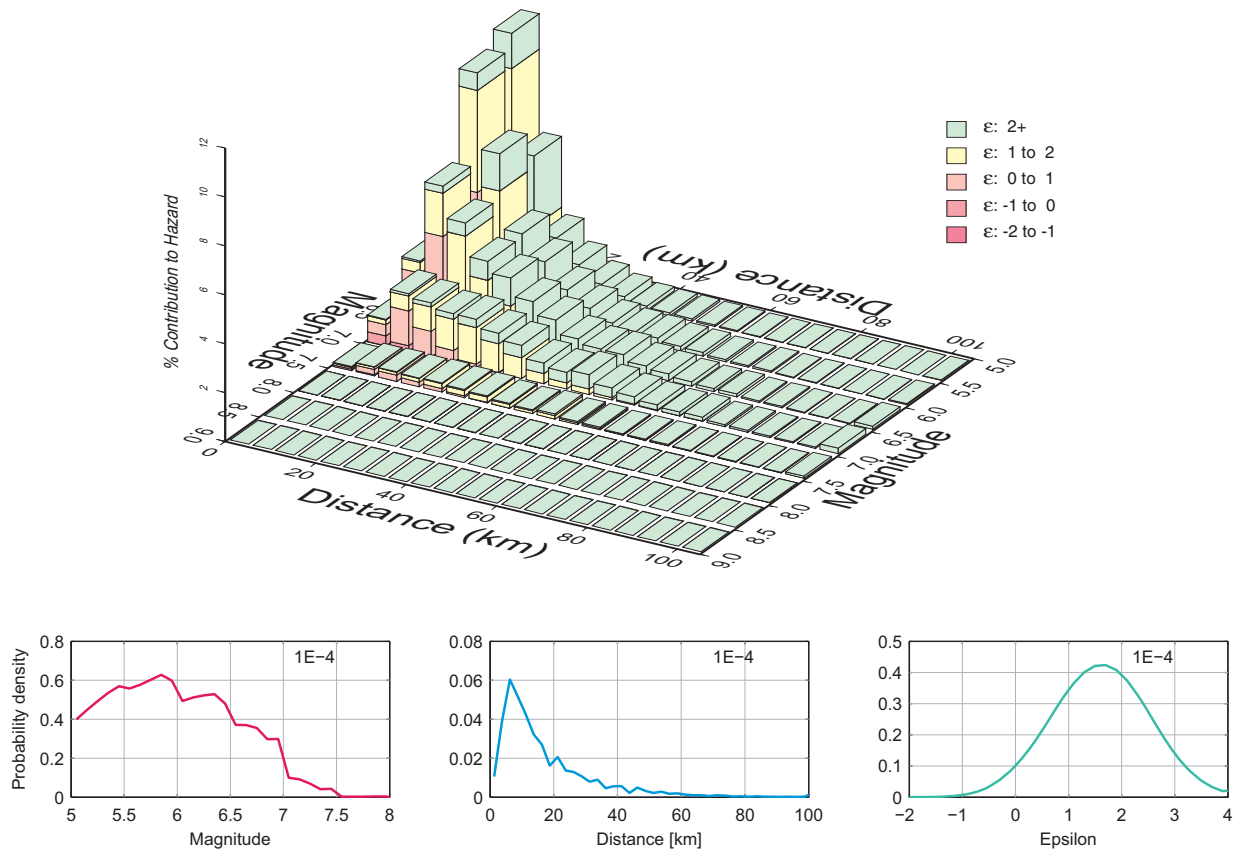 ε: 2+
ε: 1 to 2
ε: 0 to 1
ε: -1 to 0
ε: -2 to -1
% Contribution to Hazard
12
10
8
6
4
2
Magnitude
7.0
7.5
8.0
8.5
9.0
Distance (km)
40
60
80
100
0
20
40
60
80
100
Distance (km)
5.0
5.5
6.0
6.5
7.0
7.5
8.0
8.5
9.0
Magnitude
Probability density
0.8
0.6
0.4
0.2
0
1E−4
5 5.5 6 6.5 7 7.5 8
Magnitude
0.08
0.06
0.04
0.02
0
1E−4
0 20 40 60 80 100
Distance [km]
0.5
0.4
0.3
0.2
0.1
0
1E−4
−2 −1 0 1 2 3 4
Epsilon